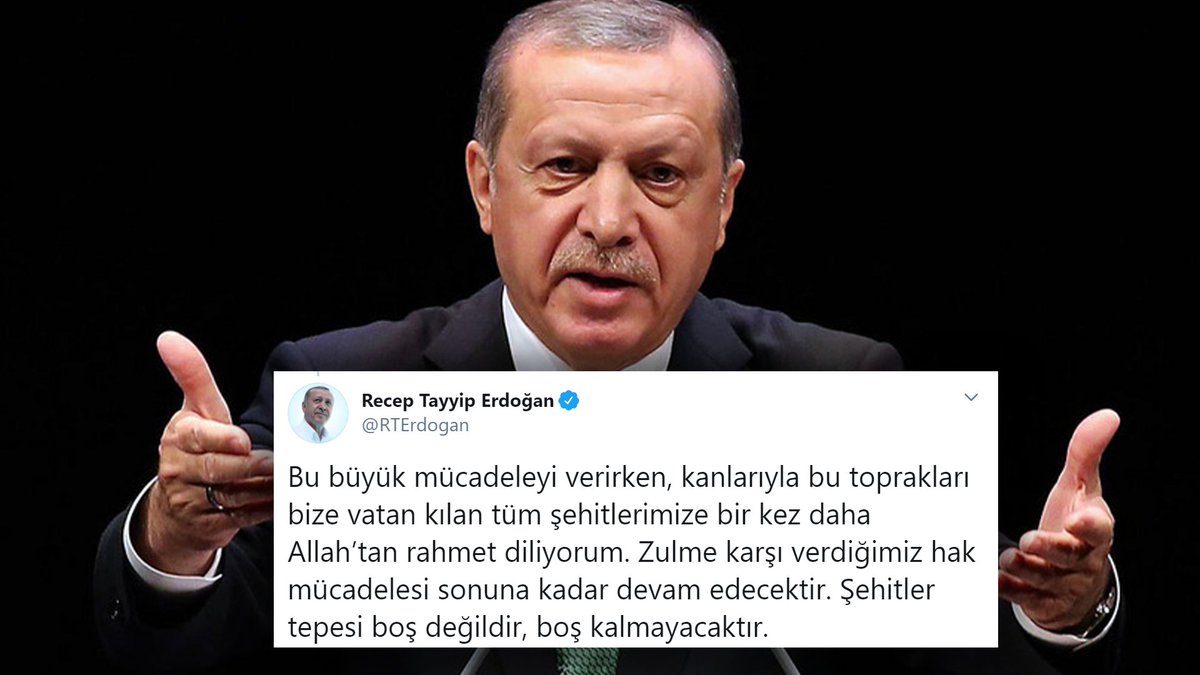 Recep Tayyip Erdoğan
@RTErdogan
Bu büyük mücadeleyi verirken, kanlarıyla bu toprakları
bize vatan kılan tüm şehitlerimize bir kez daha
Allah’tan rahmet diliyorum. Zulme karşı verdiğimiz hak
mücadelesi sonuna kadar devam edecektir. Şehitler
tepesi boş değildir, boş kalmayacaktır.